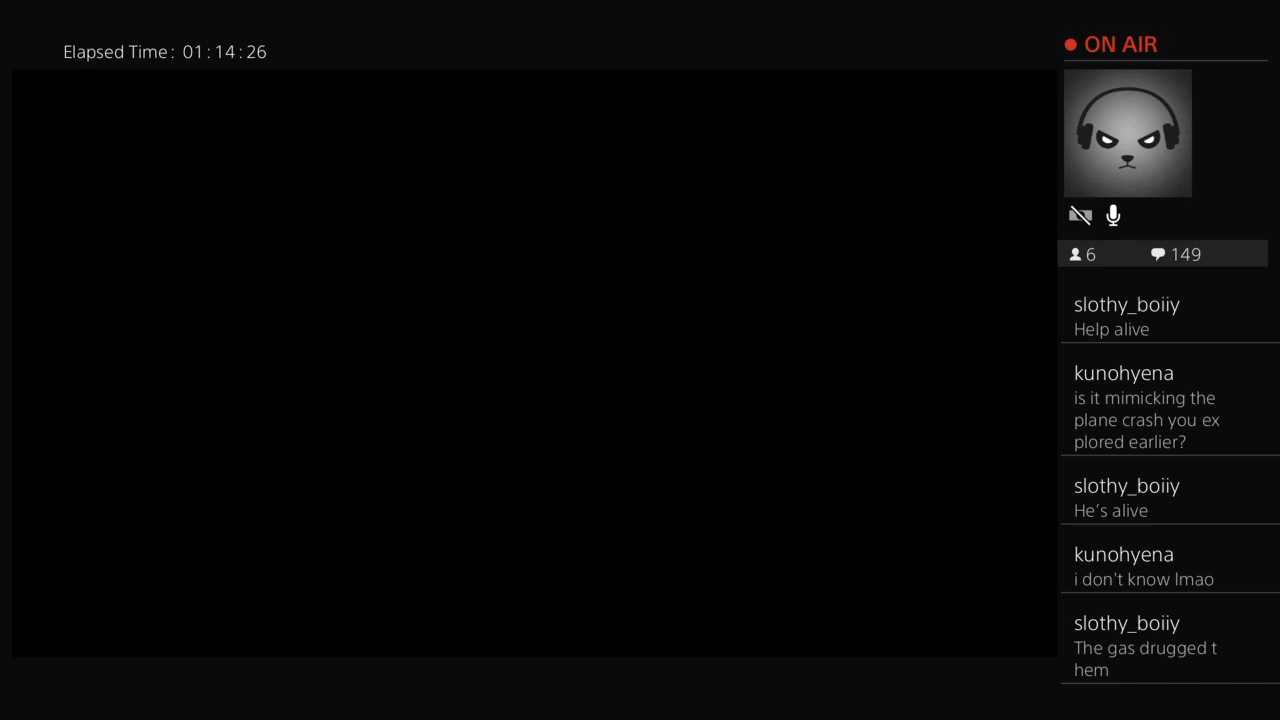 Elapsed Time: 01:14:26
ON AIR
6 149
slothy_boiiy
Help alive
kunohyena
is it mimicking the
plane crash you ex
plored earlier?
slothy_boiiy
He's alive
kunohyena
i don't know lmao
slothy_boiiy
The gas drugged t
hem